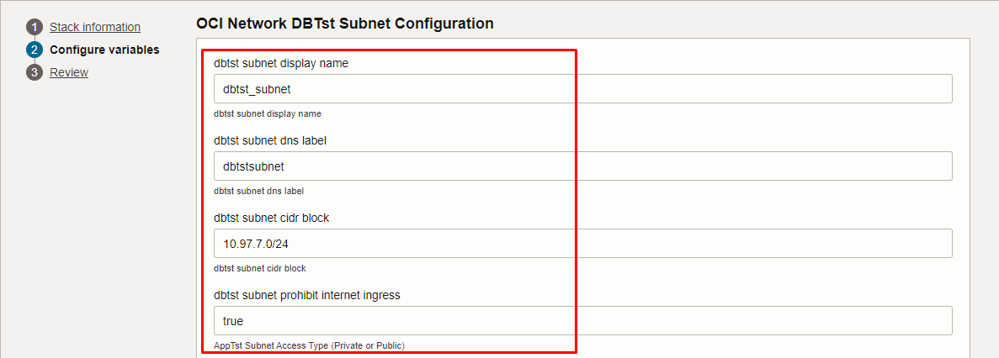 1 Stack information
2 Configure variables
3 Review
OCI Network DBTst Subnet Configuration
dbtst subnet display name
dbtst_subnet
dbtst subnet display name
dbtst subnet dns label
dbtstsubnet
dbtst subnet dns label
dbtst subnet cidr block
10.97.7.0/24
dbtst subnet cidr block
dbtst subnet prohibit internet ingress
true
AppTst Subnet Access Type (Private or Public)